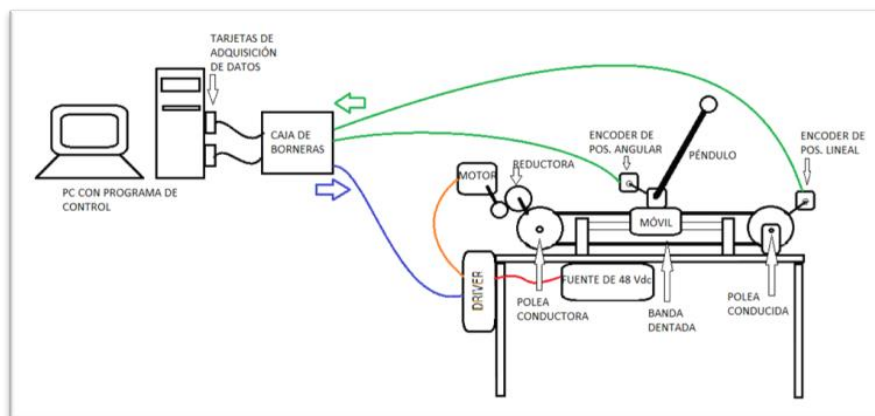 TARJETAS DE
ADQUISICIÓN
DE DATOS
CAJA DE
BORNERAS
PC CON PROGRAMA DE
CONTROL
ENCODER DE
POS. ANGULAR
ENCODER DE
POS. LINEAL
PÉNDULO
REDUCTORA
MOTOR
MÓVIL
DRIVER
FUENTE DE 48 Vdc
POLEA
CONDUCTORA
BANDA
DENTADA
POLEA
CONDUCIDA